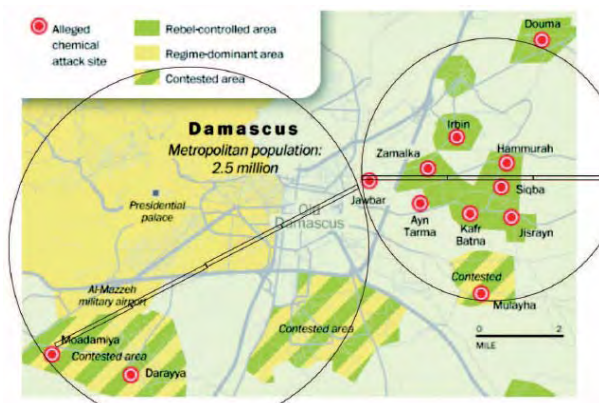 Alleged
chemical
attack site
Rebel-controlled area
Regime-dominant area
Contested area
Douma
Irbin
Damascus
Metropolitan population:
2.5 million
Zamalka
Hammurah
Presidential
palace
Jawbar
Siqba
Old
Damascus
Ayn
Tarma
Kafr
Batna
Jisrayn
Contested
Al-Mazzeh
military airport
Mulayha
Moadamiya
Contested area
Contested area
Darayya
0
2
MILE